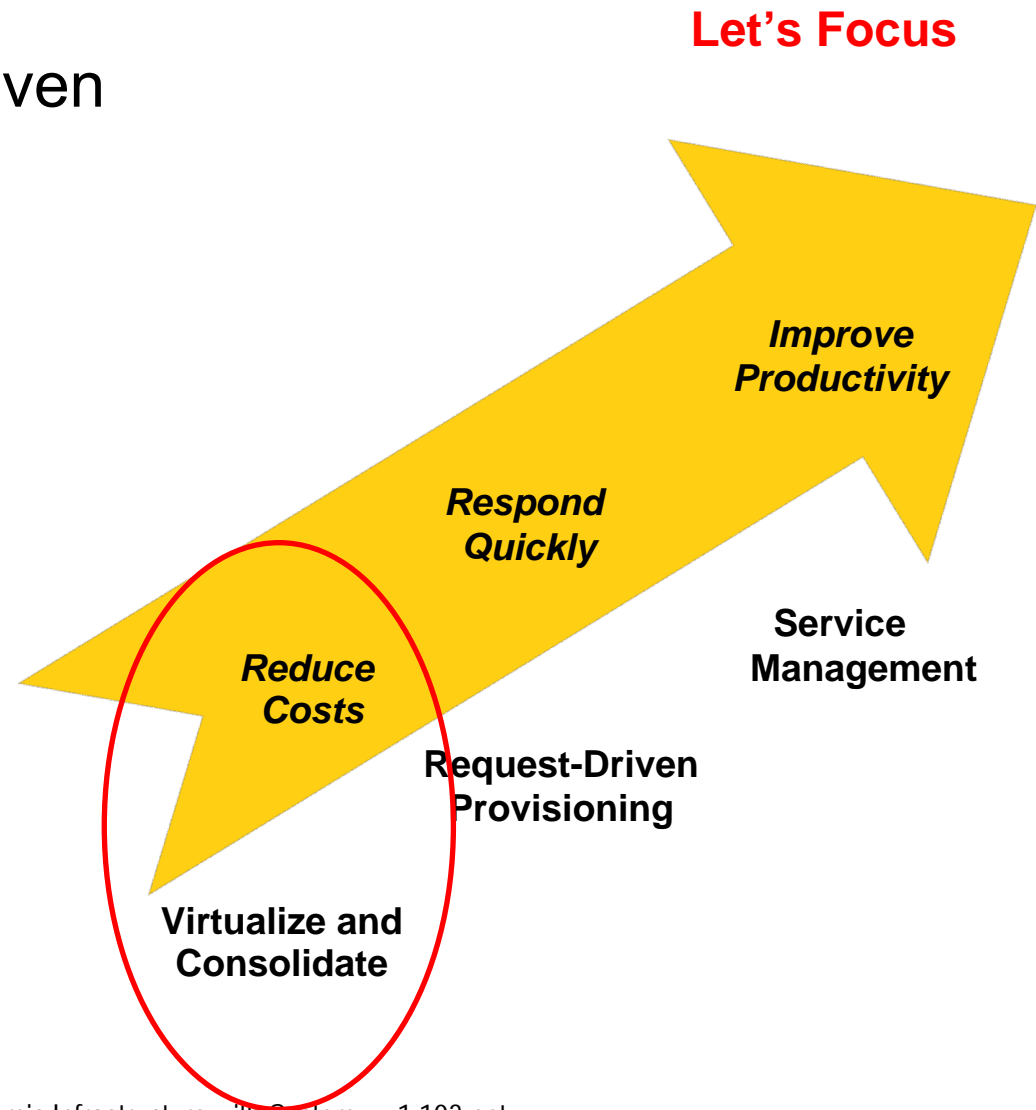 Let's Focus
ven
Improve
Productivity
Respond
Quickly
Reduce
Costs
Service
Management
Request-Driven
Provisioning
Virtualize and
Consolidate